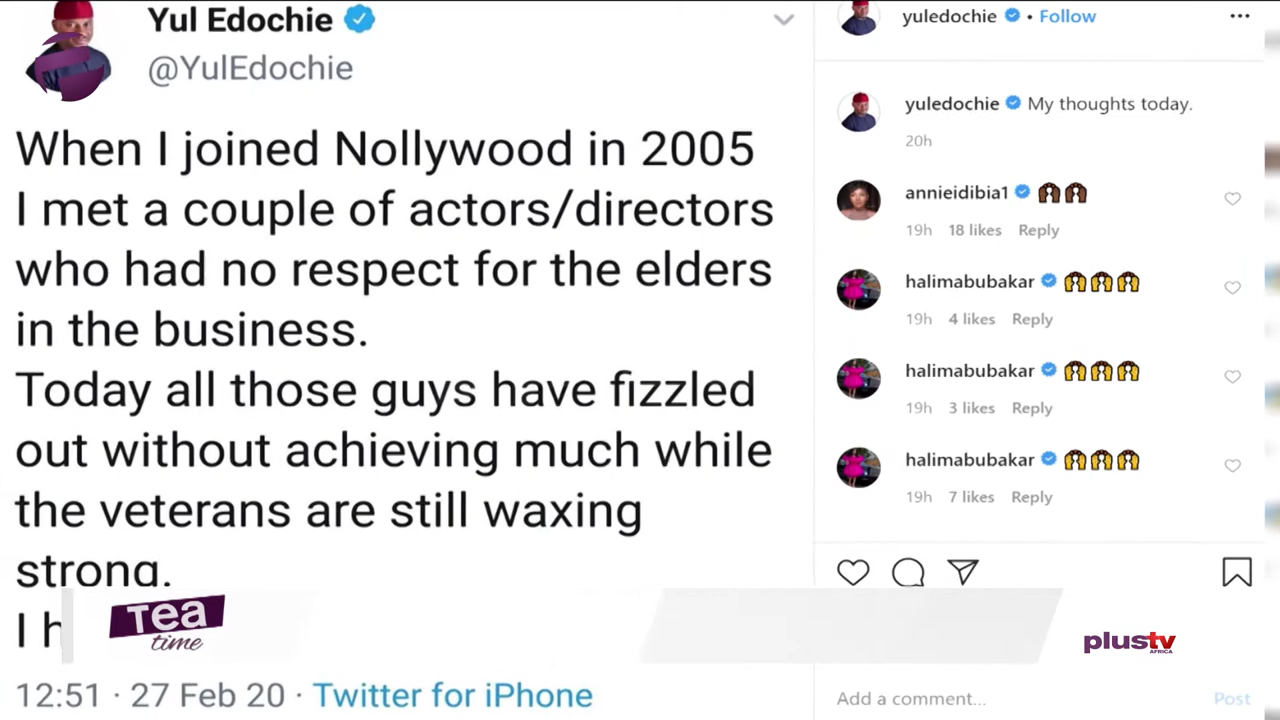 Yul Edochie
@YulEdochie
When I joined Nollywood in 2005
I met a couple of actors/directors
who had no respect for the elders
in the business.
Today all those guys have fizzled
out without achieving much while
the veterans are still waxing
strong.
I h
12:51 · 27 Feb 20 · Twitter for iPhone
yuledochie • Follow
yuledochie My thoughts today.
20h
annieidibia1
19h 18 likes Reply
halimabubakar
19h 4 likes Reply
halimabubakar
19h 3 likes Reply
halimabubakar
19h 7 likes Reply
Add a comment... Post
Tea
time
plustv
AFRICA